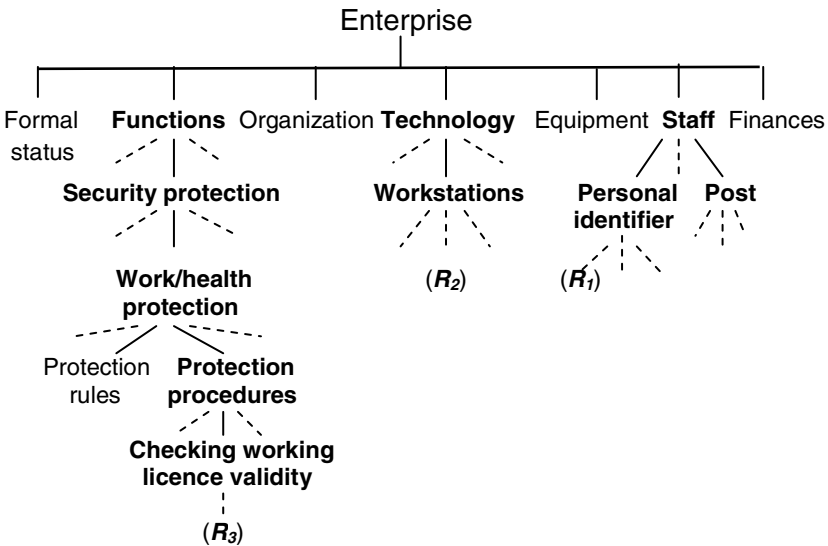 Enterprise
Formal status
Functions
Organization
Technology
Equipment
Staff
Finances
Security protection
Workstations
Personal identifier
Post
Work/health protection
(R2)
(R1)
Protection rules
Protection procedures
Checking working licence validity
(R3)